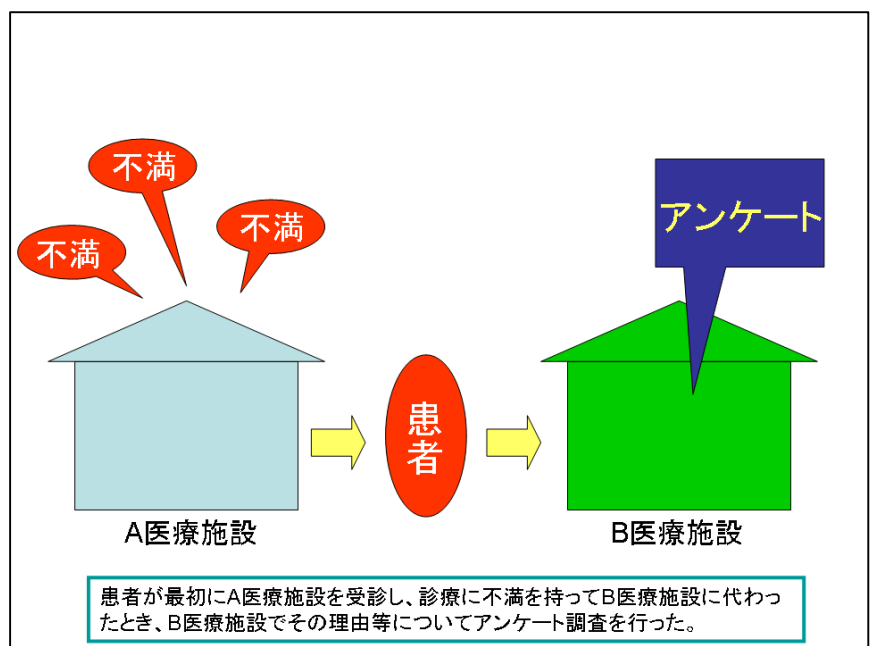 不満
不満
不満
アンケート
患者
A医療施設
B医療施設
患者が最初にA医療施設を受診し、診療に不満を持ってB医療施設に代わっ
たとき、B医療施設でその理由等についてアンケート調査を行った。